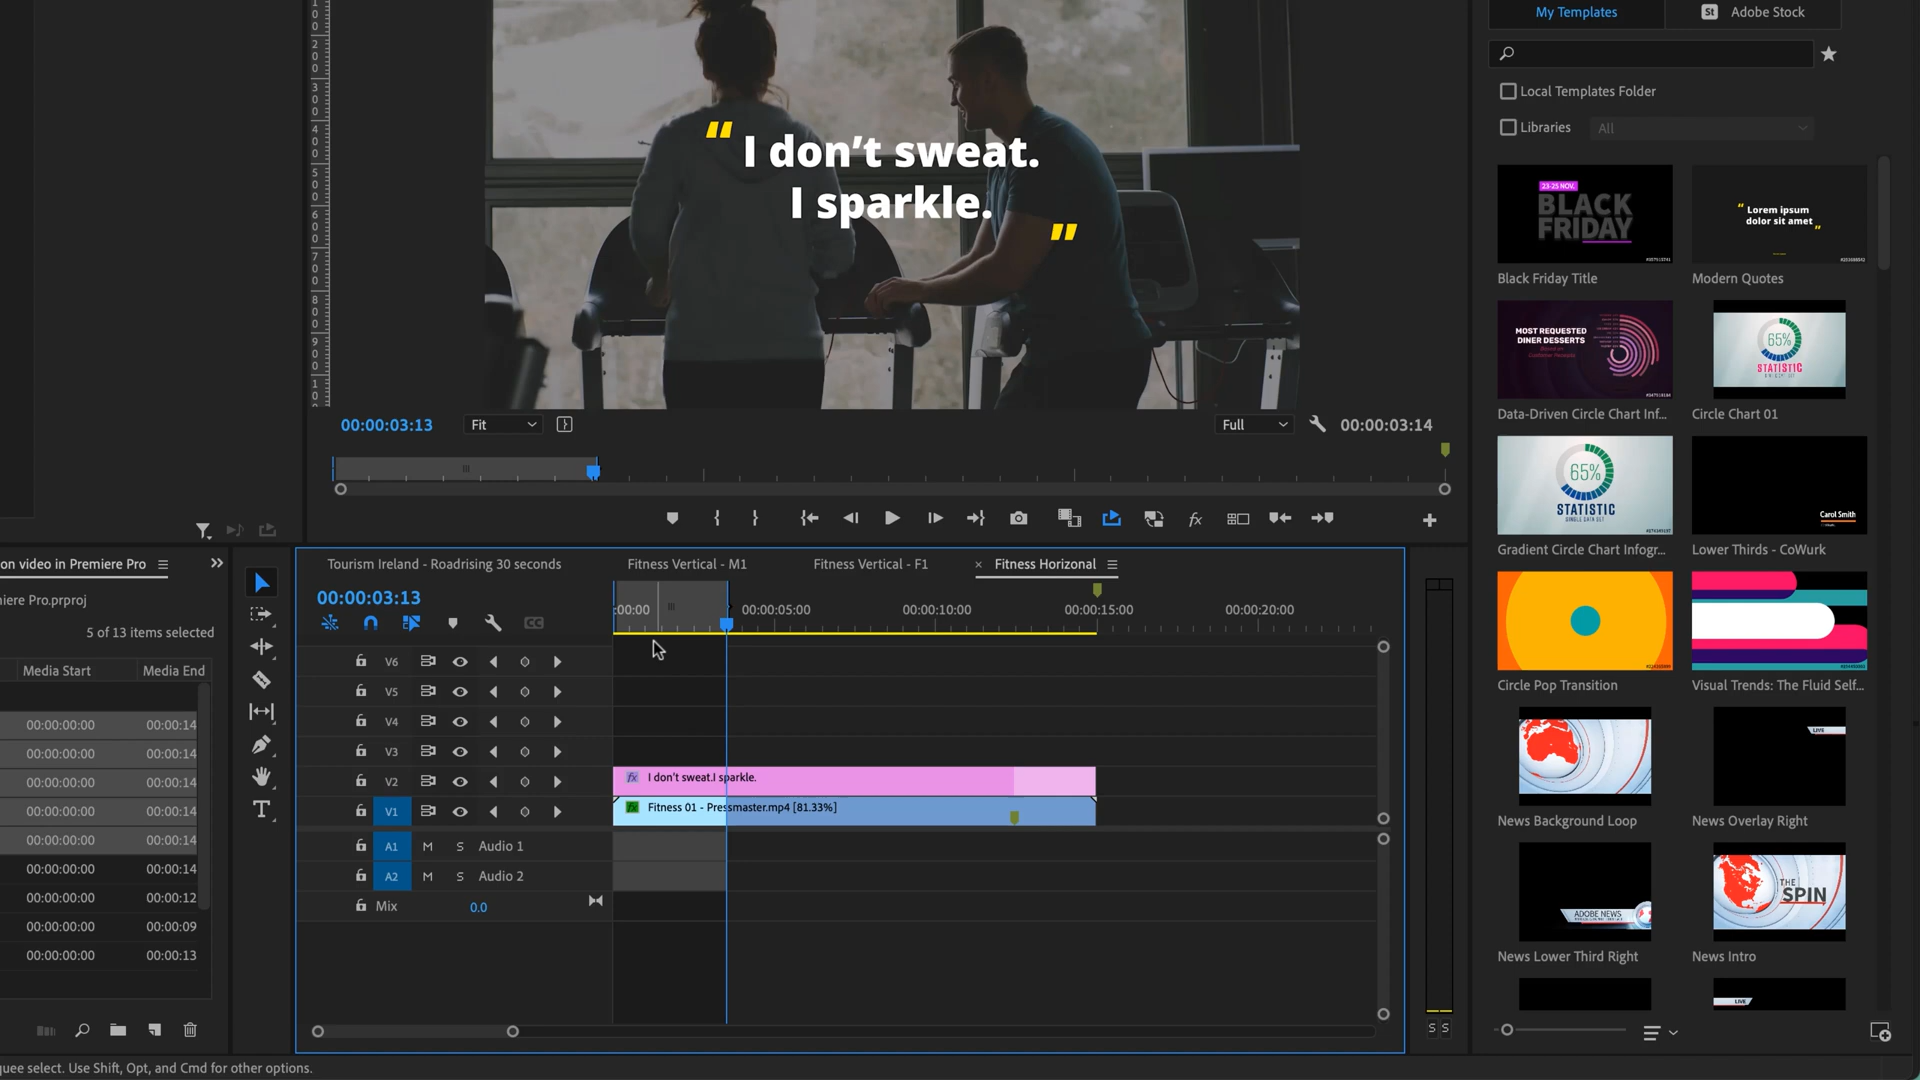 My Templates
St Adobe Stock
Local Templates Folder
Libraries All
“ I don’t sweat.
I sparkle. ”
23-25 NOV.
BLACK
FRIDAY
Black Friday Title
“ Lorem ipsum
dolor sit amet „
Modern Quotes
MOST REQUESTED
DINER DESSERTS
Data-Driven Circle Chart Inf...
65%
STATISTIC
Circle Chart 01
65%
STATISTIC
SINGLE DATA SET
Gradient Circle Chart Infogr...
Carol Smith
Lower Thirds - CoWurk
Circle Pop Transition
Visual Trends: The Fluid Self...
News Background Loop
LIVE
News Overlay Right
ADOBE NEWS
News Lower Third Right
THE
SPIN
News Intro
LIVE
00:00:03:13
Fit
Full
00:00:03:14
on video in Premiere Pro
iere Pro.prproj
5 of 13 items selected
Media Start Media End
00:00:00:00 00:00:14
00:00:00:00 00:00:14
00:00:00:00 00:00:14
00:00:00:00 00:00:14
00:00:00:00 00:00:14
00:00:00:00 00:00:14
00:00:00:00 00:00:12
00:00:00:00 00:00:09
00:00:00:00 00:00:13
Tourism Ireland - Roadrising 30 seconds
Fitness Vertical - M1
Fitness Vertical - F1
× Fitness Horizonal
00:00:03:13
:00:00 00:00:05:00 00:00:10:00 00:00:15:00 00:00:20:00
CC
V6
V5
V4
V3
V2
fx I don't sweat.I sparkle.
V1
fx Fitness 01 - Pressmaster.mp4 [81.33%]
A1 M S Audio 1
A2 M S Audio 2
Mix 0.0
S S
quee select. Use Shift, Opt, and Cmd for other options.